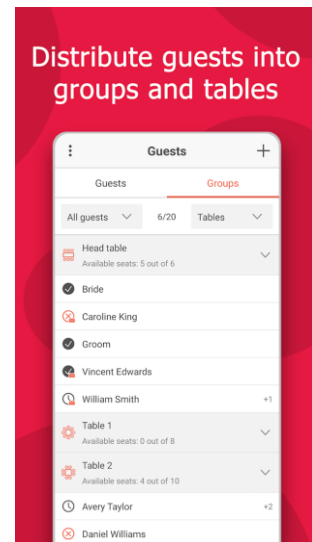 Distribute guests into
groups and tables
Guests
Guests Groups
All guests 6/20 Tables
Head table
Available seats: 5 out of 6
Bride
Caroline King
Groom
Vincent Edwards
William Smith +1
Table 1
Available seats: 0 out of 8
Table 2
Available seats: 4 out of 10
Avery Taylor +2
Daniel Williams